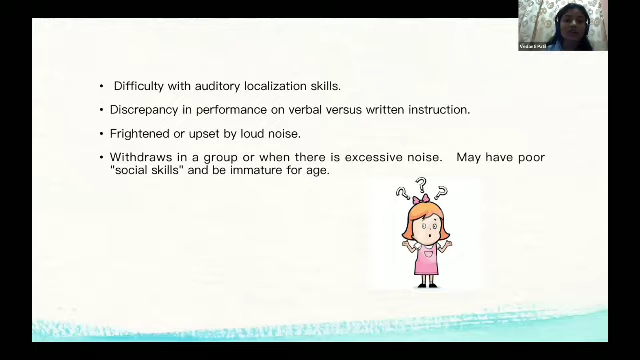 Vedanti Patil
• Difficulty with auditory localization skills.
• Discrepancy in performance on verbal versus written instruction.
• Frightened or upset by loud noise.
• Withdraws in a group or when there is excessive noise. May have poor
"social skills" and be immature for age.
???